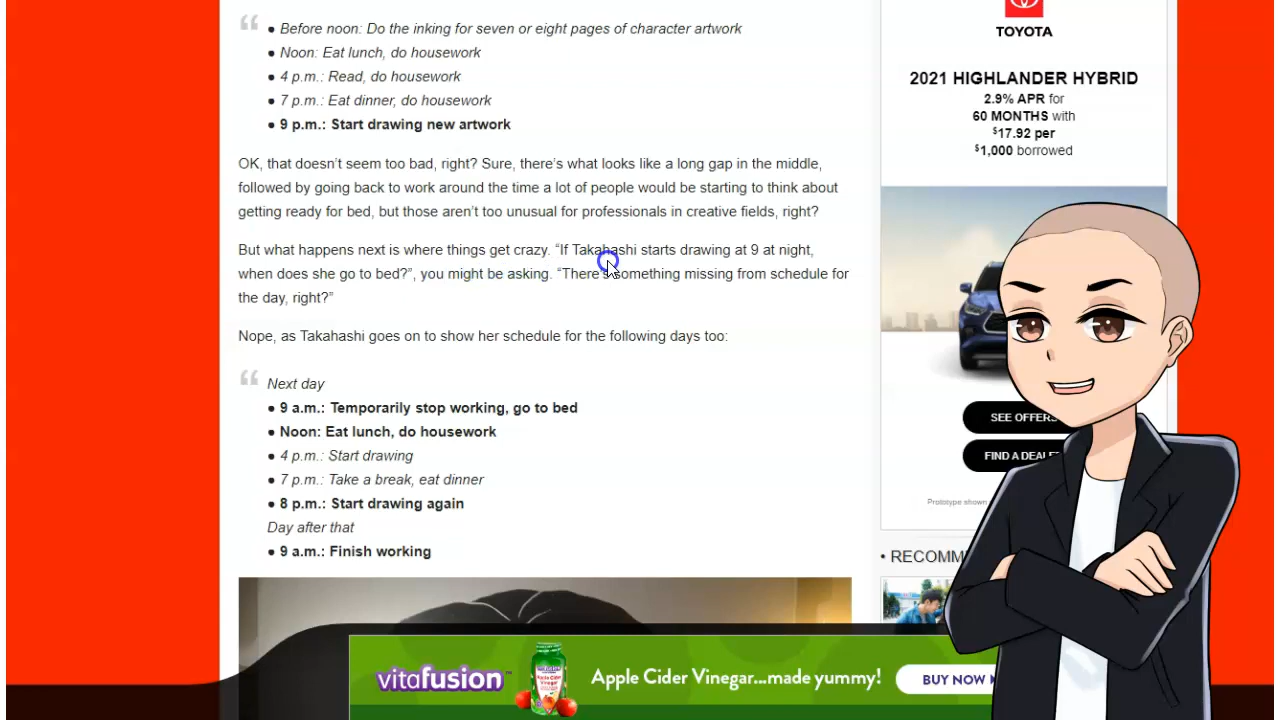 ● Before noon: Do the inking for seven or eight pages of character artwork
● Noon: Eat lunch, do housework
● 4 p.m.: Read, do housework
● 7 p.m.: Eat dinner, do housework
● 9 p.m.: Start drawing new artwork
OK, that doesn’t seem too bad, right? Sure, there’s what looks like a long gap in the middle,
followed by going back to work around the time a lot of people would be starting to think about
getting ready for bed, but those aren’t too unusual for professionals in creative fields, right?
But what happens next is where things get crazy. “If Takahashi starts drawing at 9 at night,
when does she go to bed?”, you might be asking. “There’s something missing from schedule for
the day, right?”
Nope, as Takahashi goes on to show her schedule for the following days too:
Next day
● 9 a.m.: Temporarily stop working, go to bed
● Noon: Eat lunch, do housework
● 4 p.m.: Start drawing
● 7 p.m.: Take a break, eat dinner
● 8 p.m.: Start drawing again
Day after that
● 9 a.m.: Finish working
TOYOTA
2021 HIGHLANDER HYBRID
2.9% APR for
60 MONTHS with
$17.92 per
$1,000 borrowed
SEE OFFERS
FIND A
Prototype shown
• RECOMM
vitafusion™
Apple Cider Vinegar...made yummy!
BUY NOW